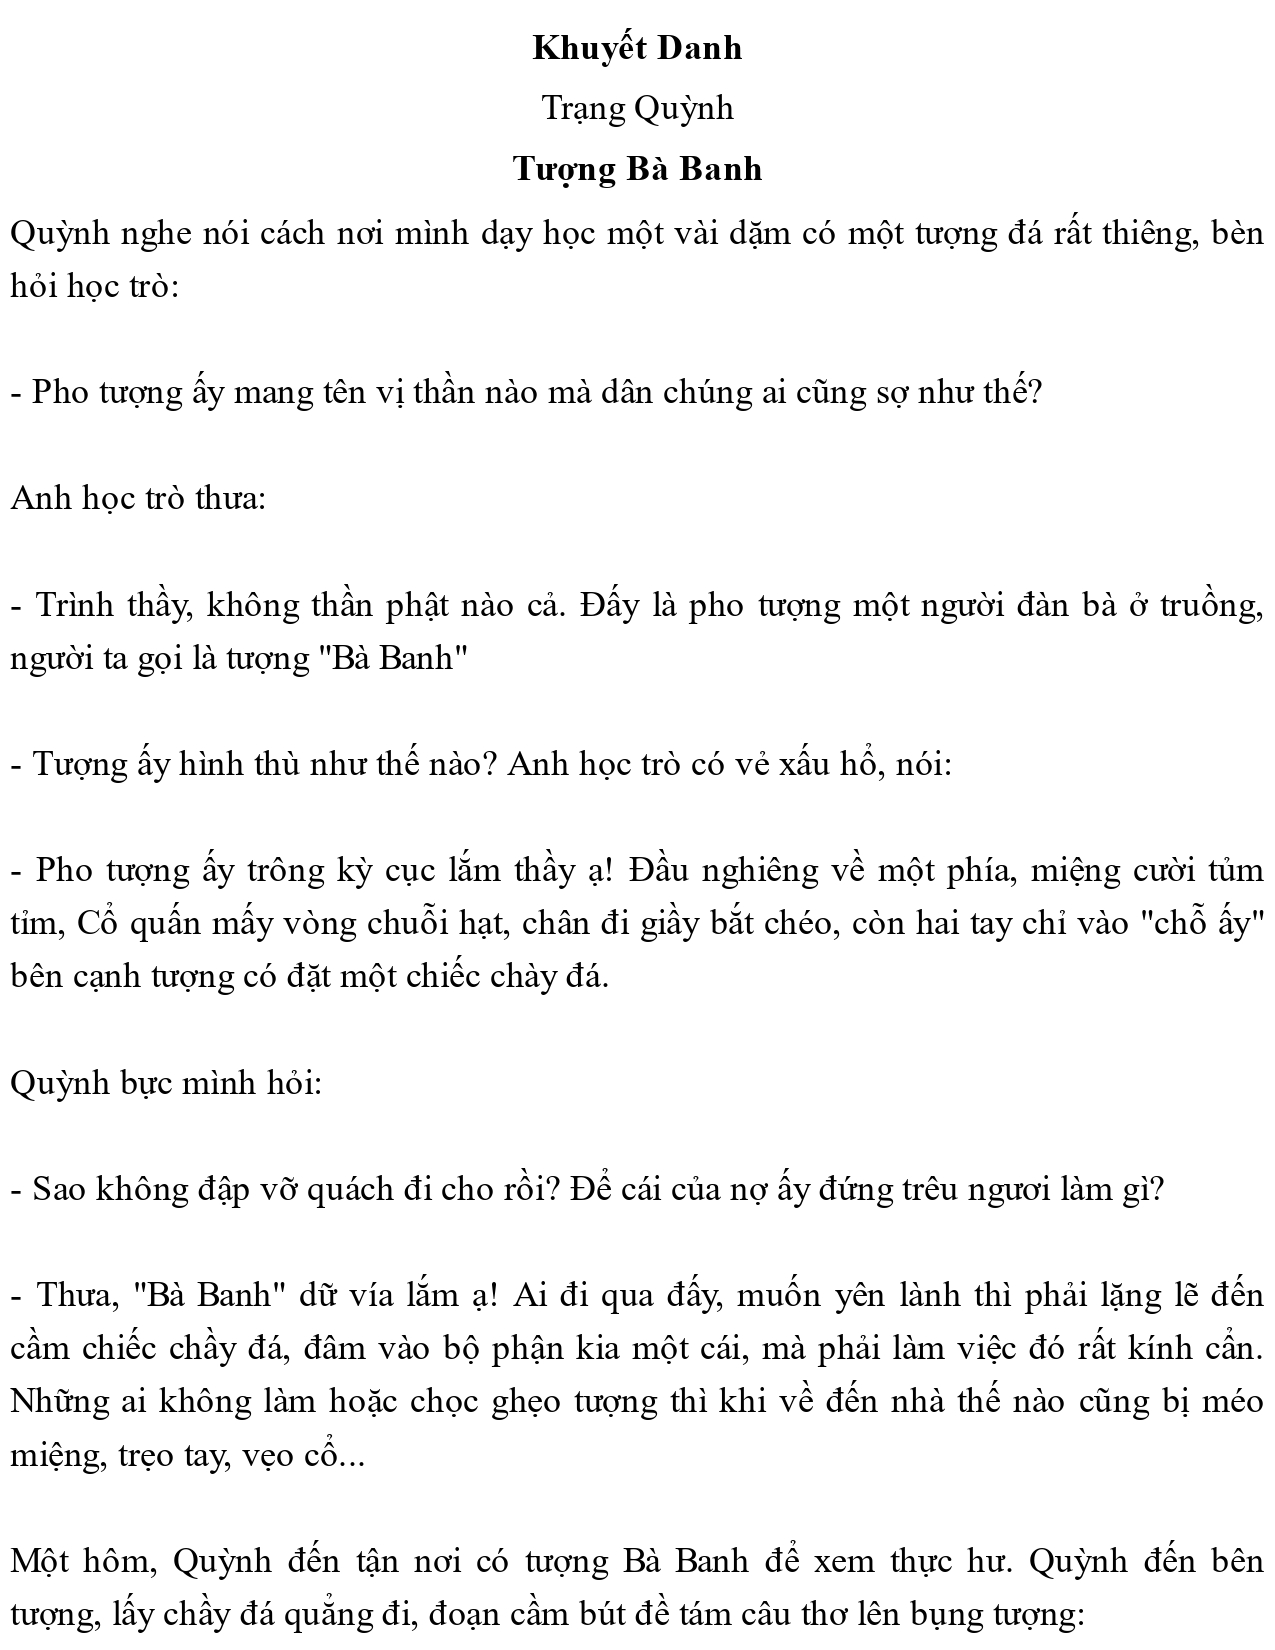 Khuyết Danh
Trạng Quỳnh
Tượng Bà Banh
Quỳnh nghe nói cách nơi mình dạy học một vài dặm có một tượng đá rất thiêng, bèn
hỏi học trò:
- Pho tượng ấy mang tên vị thần nào mà dân chúng ai cũng sợ như thế?
Anh học trò thưa:
- Trình thầy, không thần phật nào cả. Đấy là pho tượng một người đàn bà ở truồng,
người ta gọi là tượng "Bà Banh"
- Tượng ấy hình thù như thế nào? Anh học trò có vẻ xấu hổ, nói:
- Pho tượng ấy trông kỳ cục lắm thầy ạ! Đầu nghiêng về một phía, miệng cười tủm
tỉm, Cổ quấn mấy vòng chuỗi hạt, chân đi giầy bắt chéo, còn hai tay chỉ vào "chỗ ấy"
bên cạnh tượng có đặt một chiếc chày đá.
Quỳnh bực mình hỏi:
- Sao không đập vỡ quách đi cho rồi? Để cái của nợ ấy đứng trêu ngươi làm gì?
- Thưa, "Bà Banh" dữ vía lắm ạ! Ai đi qua đấy, muốn yên lành thì phải lặng lẽ đến
cầm chiếc chầy đá, đâm vào bộ phận kia một cái, mà phải làm việc đó rất kính cẩn.
Những ai không làm hoặc chọc ghẹo tượng thì khi về đến nhà thế nào cũng bị méo
miệng, trẹo tay, vẹo cổ...
Một hôm, Quỳnh đến tận nơi có tượng Bà Banh để xem thực hư. Quỳnh đến bên
tượng, lấy chầy đá quẳng đi, đoạn cầm bút đề tám câu thơ lên bụng tượng: